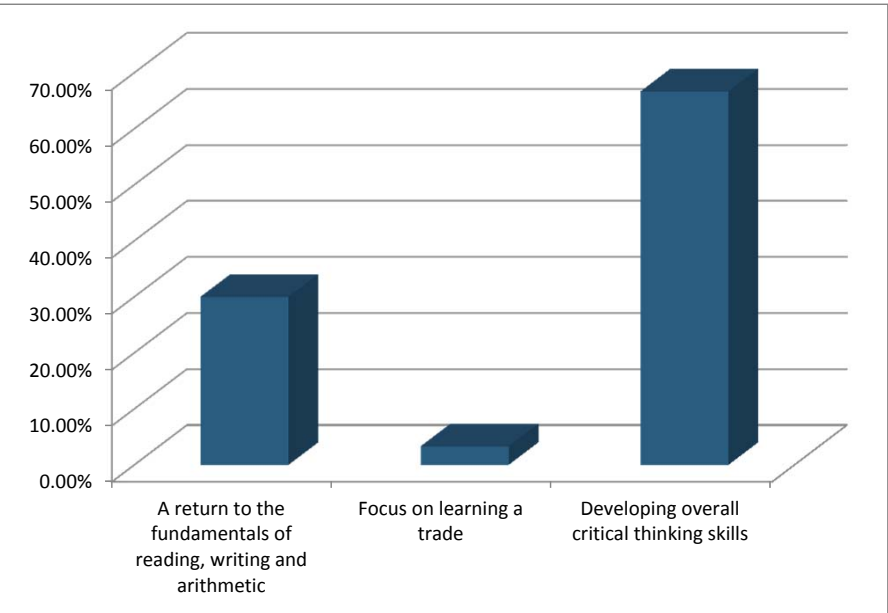 70.00%
60.00%
50.00%
40.00%
30.00%
20.00%
10.00%
0.00%
A return to the
fundamentals of
reading, writing and
arithmetic
Focus on learning a
trade
Developing overall
critical thinking skills